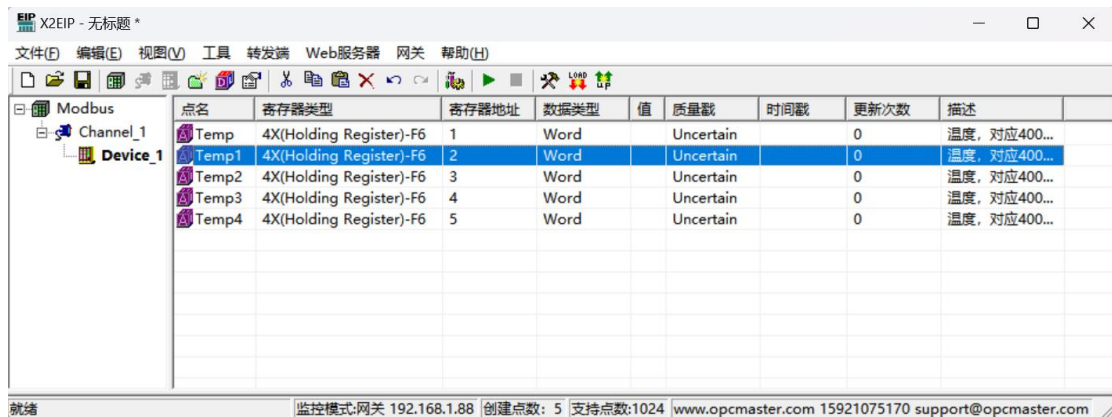 EIP X2EIP - 无标题 *
文件(F) 编辑(E) 视图(V) 工具 转发端 Web服务器 网关 帮助(H)
LOAD UP
Modbus
Channel_1
Device_1
点名 寄存器类型 寄存器地址 数据类型 值 质量戳 时间戳 更新次数 描述
Temp 4X(Holding Register)-F6 1 Word Uncertain 0 温度，对应400...
Temp1 4X(Holding Register)-F6 2 Word Uncertain 0 温度，对应400...
Temp2 4X(Holding Register)-F6 3 Word Uncertain 0 温度，对应400...
Temp3 4X(Holding Register)-F6 4 Word Uncertain 0 温度，对应400...
Temp4 4X(Holding Register)-F6 5 Word Uncertain 0 温度，对应400...
就绪 监控模式:网关 192.168.1.88 创建点数: 5 支持点数:1024 www.opcmaster.com 15921075170 support@opcmaster.com